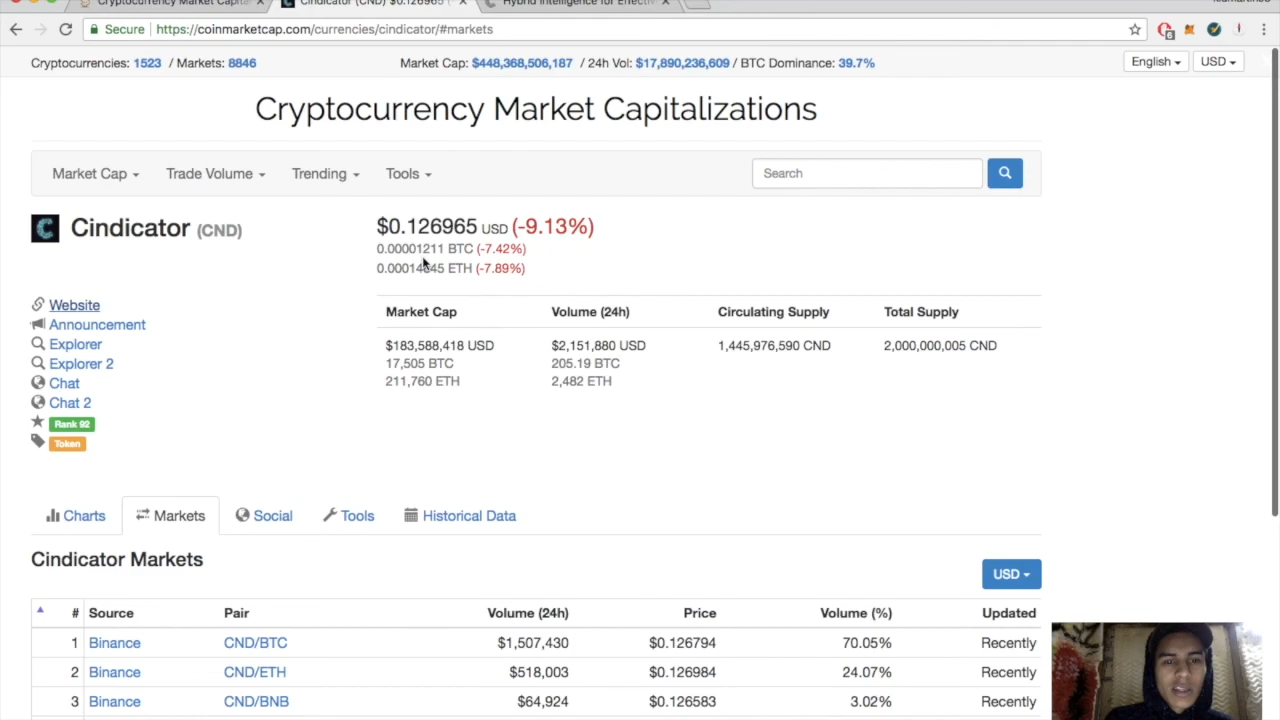 Cindicator (CND) $0.126965
Hybrid Intelligence for Effectiv
Secure https://coinmarketcap.com/currencies/cindicator/#markets
6
Cryptocurrencies: 1523 / Markets: 8846 Market Cap: $448,368,506,187 / 24h Vol: $17,890,236,609 / BTC Dominance: 39.7% English USD
Cryptocurrency Market Capitalizations
Market Cap Trade Volume Trending Tools Search
Cindicator (CND) $0.126965 USD (-9.13%)
0.00001211 BTC (-7.42%)
0.00014645 ETH (-7.89%)
Website
Announcement
Explorer
Explorer 2
Chat
Chat 2
Rank 92
Token
Market Cap Volume (24h) Circulating Supply Total Supply
$183,588,418 USD $2,151,880 USD 1,445,976,590 CND 2,000,000,005 CND
17,505 BTC 205.19 BTC
211,760 ETH 2,482 ETH
Charts Markets Social Tools Historical Data
Cindicator Markets
USD
# Source Pair Volume (24h) Price Volume (%) Updated
1 Binance CND/BTC $1,507,430 $0.126794 70.05% Recently
2 Binance CND/ETH $518,003 $0.126984 24.07% Recently
3 Binance CND/BNB $64,924 $0.126583 3.02% Recently